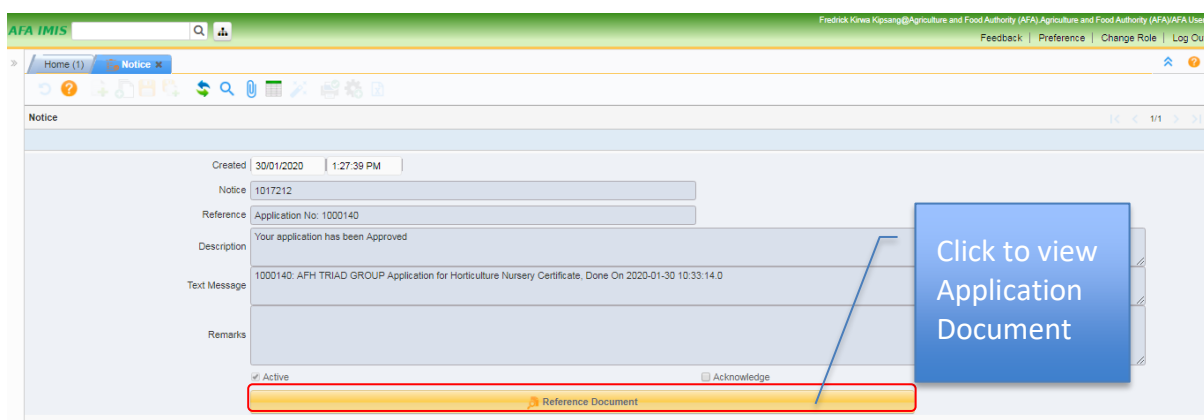 Fredrick Kirwa Kipsang@Agriculture and Food Authority (AFA).Agriculture and Food Authority (AFA)/AFA User
AFA IMIS
Feedback | Preference | Change Role | Log Ou
Home (1) Notice
Notice 1/1
Created 30/01/2020 1:27:39 PM
Notice 1017212
Reference Application No: 1000140
Description Your application has been Approved
Text Message 1000140: AFH TRIAD GROUP Application for Horticulture Nursery Certificate, Done On 2020-01-30 10:33:14.0
Remarks
Active Acknowledge
Reference Document
Click to view
Application
Document